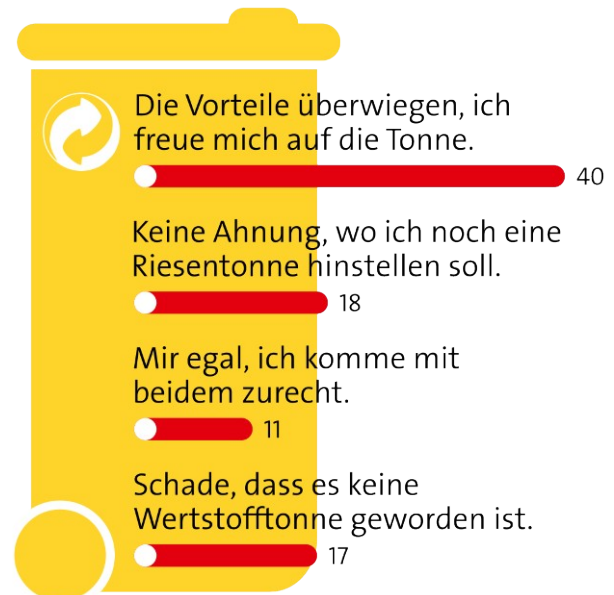 Die Vorteile überwiegen, ich
freue mich auf die Tonne.
40
Keine Ahnung, wo ich noch eine
Riesentonne hinstellen soll.
18
Mir egal, ich komme mit
beidem zurecht.
11
Schade, dass es keine
Wertstofftonne geworden ist.
17